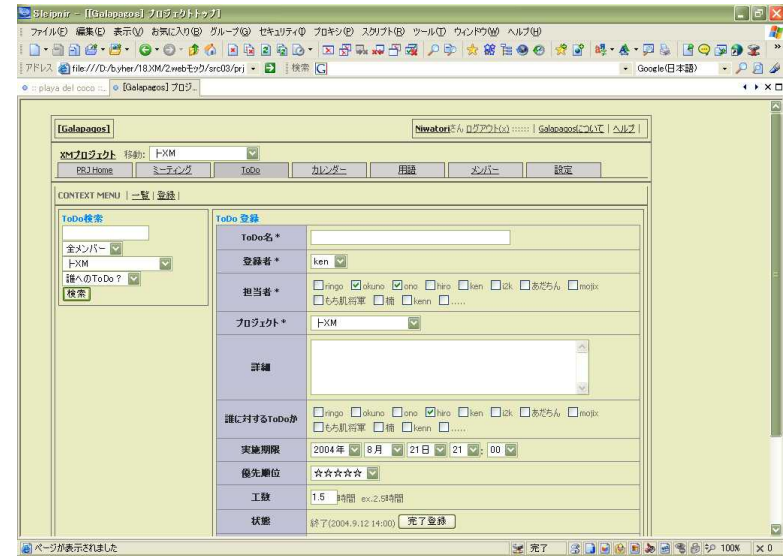 Sleipnir - [[Galapagos] プロジェクトトップ]
ファイル(F) 編集(E) 表示(V) お気に入り(B) グループ(G) セキュリティ(Q) プロキシ(P) スクリプト(R) ツール(T) ウィンドウ(W) ヘルプ(H)
アドレス file:///D:/b,yher/18.XM/2.webモック/src03/prj 検索 Google(日本語)
:: playa del coco ::.. [Galapagos] プロジ..
[Galapagos] Niwatoriさん ログアウト(x) :::::: | Galapagosについて | ヘルプ |
XMプロジェクト 移動: ├XM
PRJ Home ミーティング ToDo カレンダー 用語 メンバー 設定
CONTEXT MENU | 一覧 | 登録 |
ToDo検索
全メンバー
├XM
誰へのToDo?
検索
ToDo 登録
ToDo名 *
登録者 * ken
担当者 * ringo okuno ono hiro ken i2k あだちん mojix
もち肌将軍 楠 kenn .....
プロジェクト * ├XM
詳細
誰に対するToDoか ringo okuno ono hiro ken i2k あだちん mojix
もち肌将軍 楠 kenn .....
実施期限 2004年 8月 21日 21 : 00
優先順位 ☆☆☆☆☆
工数 1.5 時間 ex.2.5時間
状態 終了(2004.9.12 14:00) 完了登録
ページが表示されました 完了 100% x 0